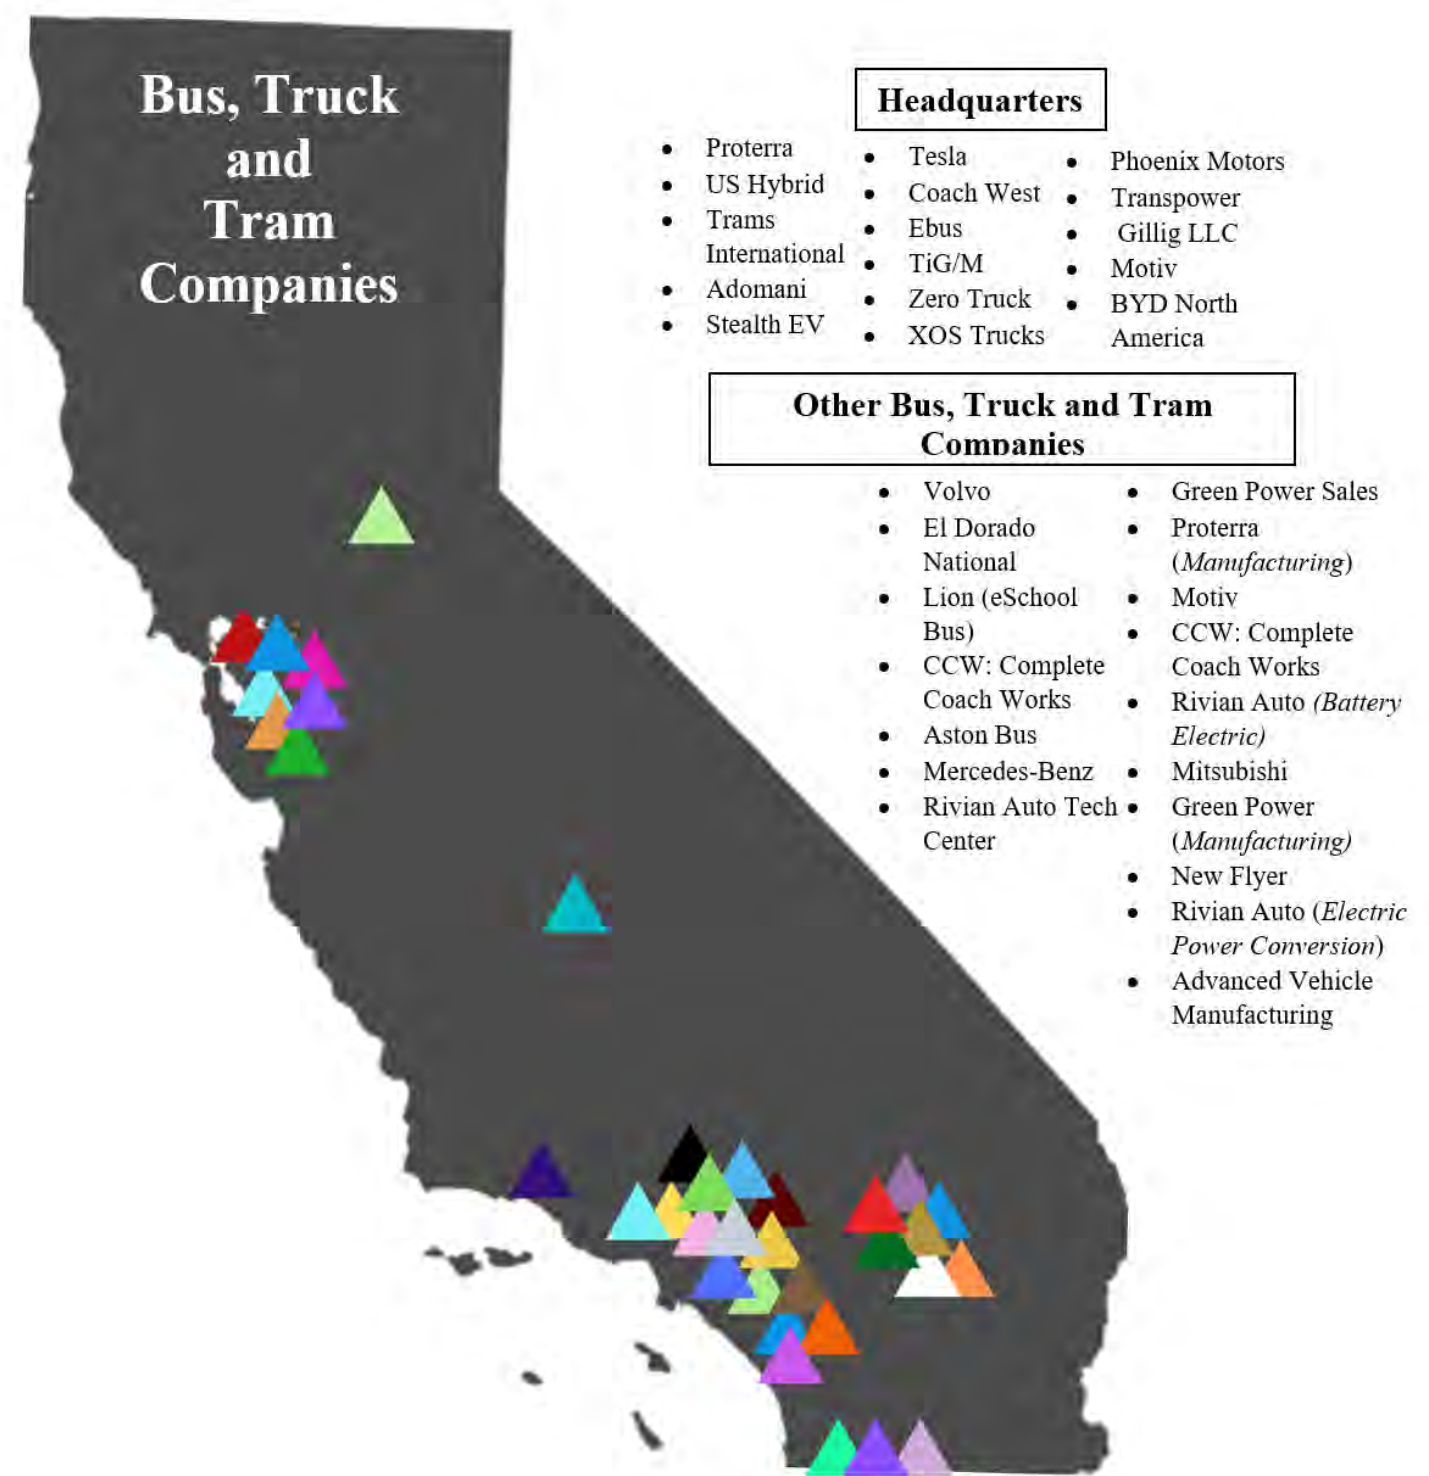 Bus, Truck
and
Tram
Companies
Headquarters
Proterra
US Hybrid
Trams
International
Adomani
Stealth EV
Tesla
Coach West
Ebus
TiG/M
Zero Truck
XOS Trucks
Phoenix Motors
Transpower
Gillig LLC
Motiv
BYD North
America
Other Bus, Truck and Tram
Companies
Volvo
El Dorado
National
Lion (eSchool
Bus)
CCW: Complete
Coach Works
Aston Bus
Mercedes-Benz
Rivian Auto Tech
Center
Green Power Sales
Proterra
(Manufacturing)
Motiv
CCW: Complete
Coach Works
Rivian Auto (Battery
Electric)
Mitsubishi
Green Power
(Manufacturing)
New Flyer
Rivian Auto (Electric
Power Conversion)
Advanced Vehicle
Manufacturing